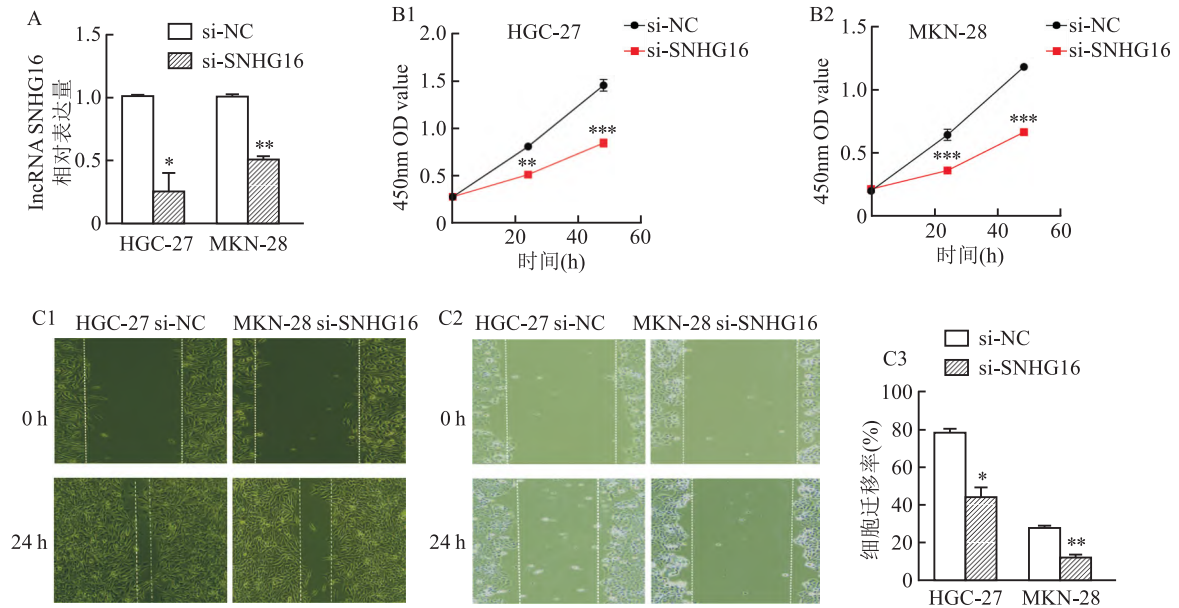 A
si-NC
si-SNHG16
lncRNA SNHG16
相对表达量
1.5
1.0
0.5
0
*
**
HGC-27
MKN-28
B1
HGC-27
si-NC
si-SNHG16
450nm OD value
2.0
1.5
1.0
0.5
0
**
***
20
40
60
时间(h)
B2
MKN-28
si-NC
si-SNHG16
450nm OD value
1.5
1.0
0.5
0
***
***
20
40
60
时间(h)
C1
HGC-27 si-NC
MKN-28 si-SNHG16
0 h
24 h
C2
HGC-27 si-NC
MKN-28 si-SNHG16
0 h
24 h
C3
si-NC
si-SNHG16
细胞迁移率(%)
80
60
40
20
0
*
**
HGC-27
MKN-28